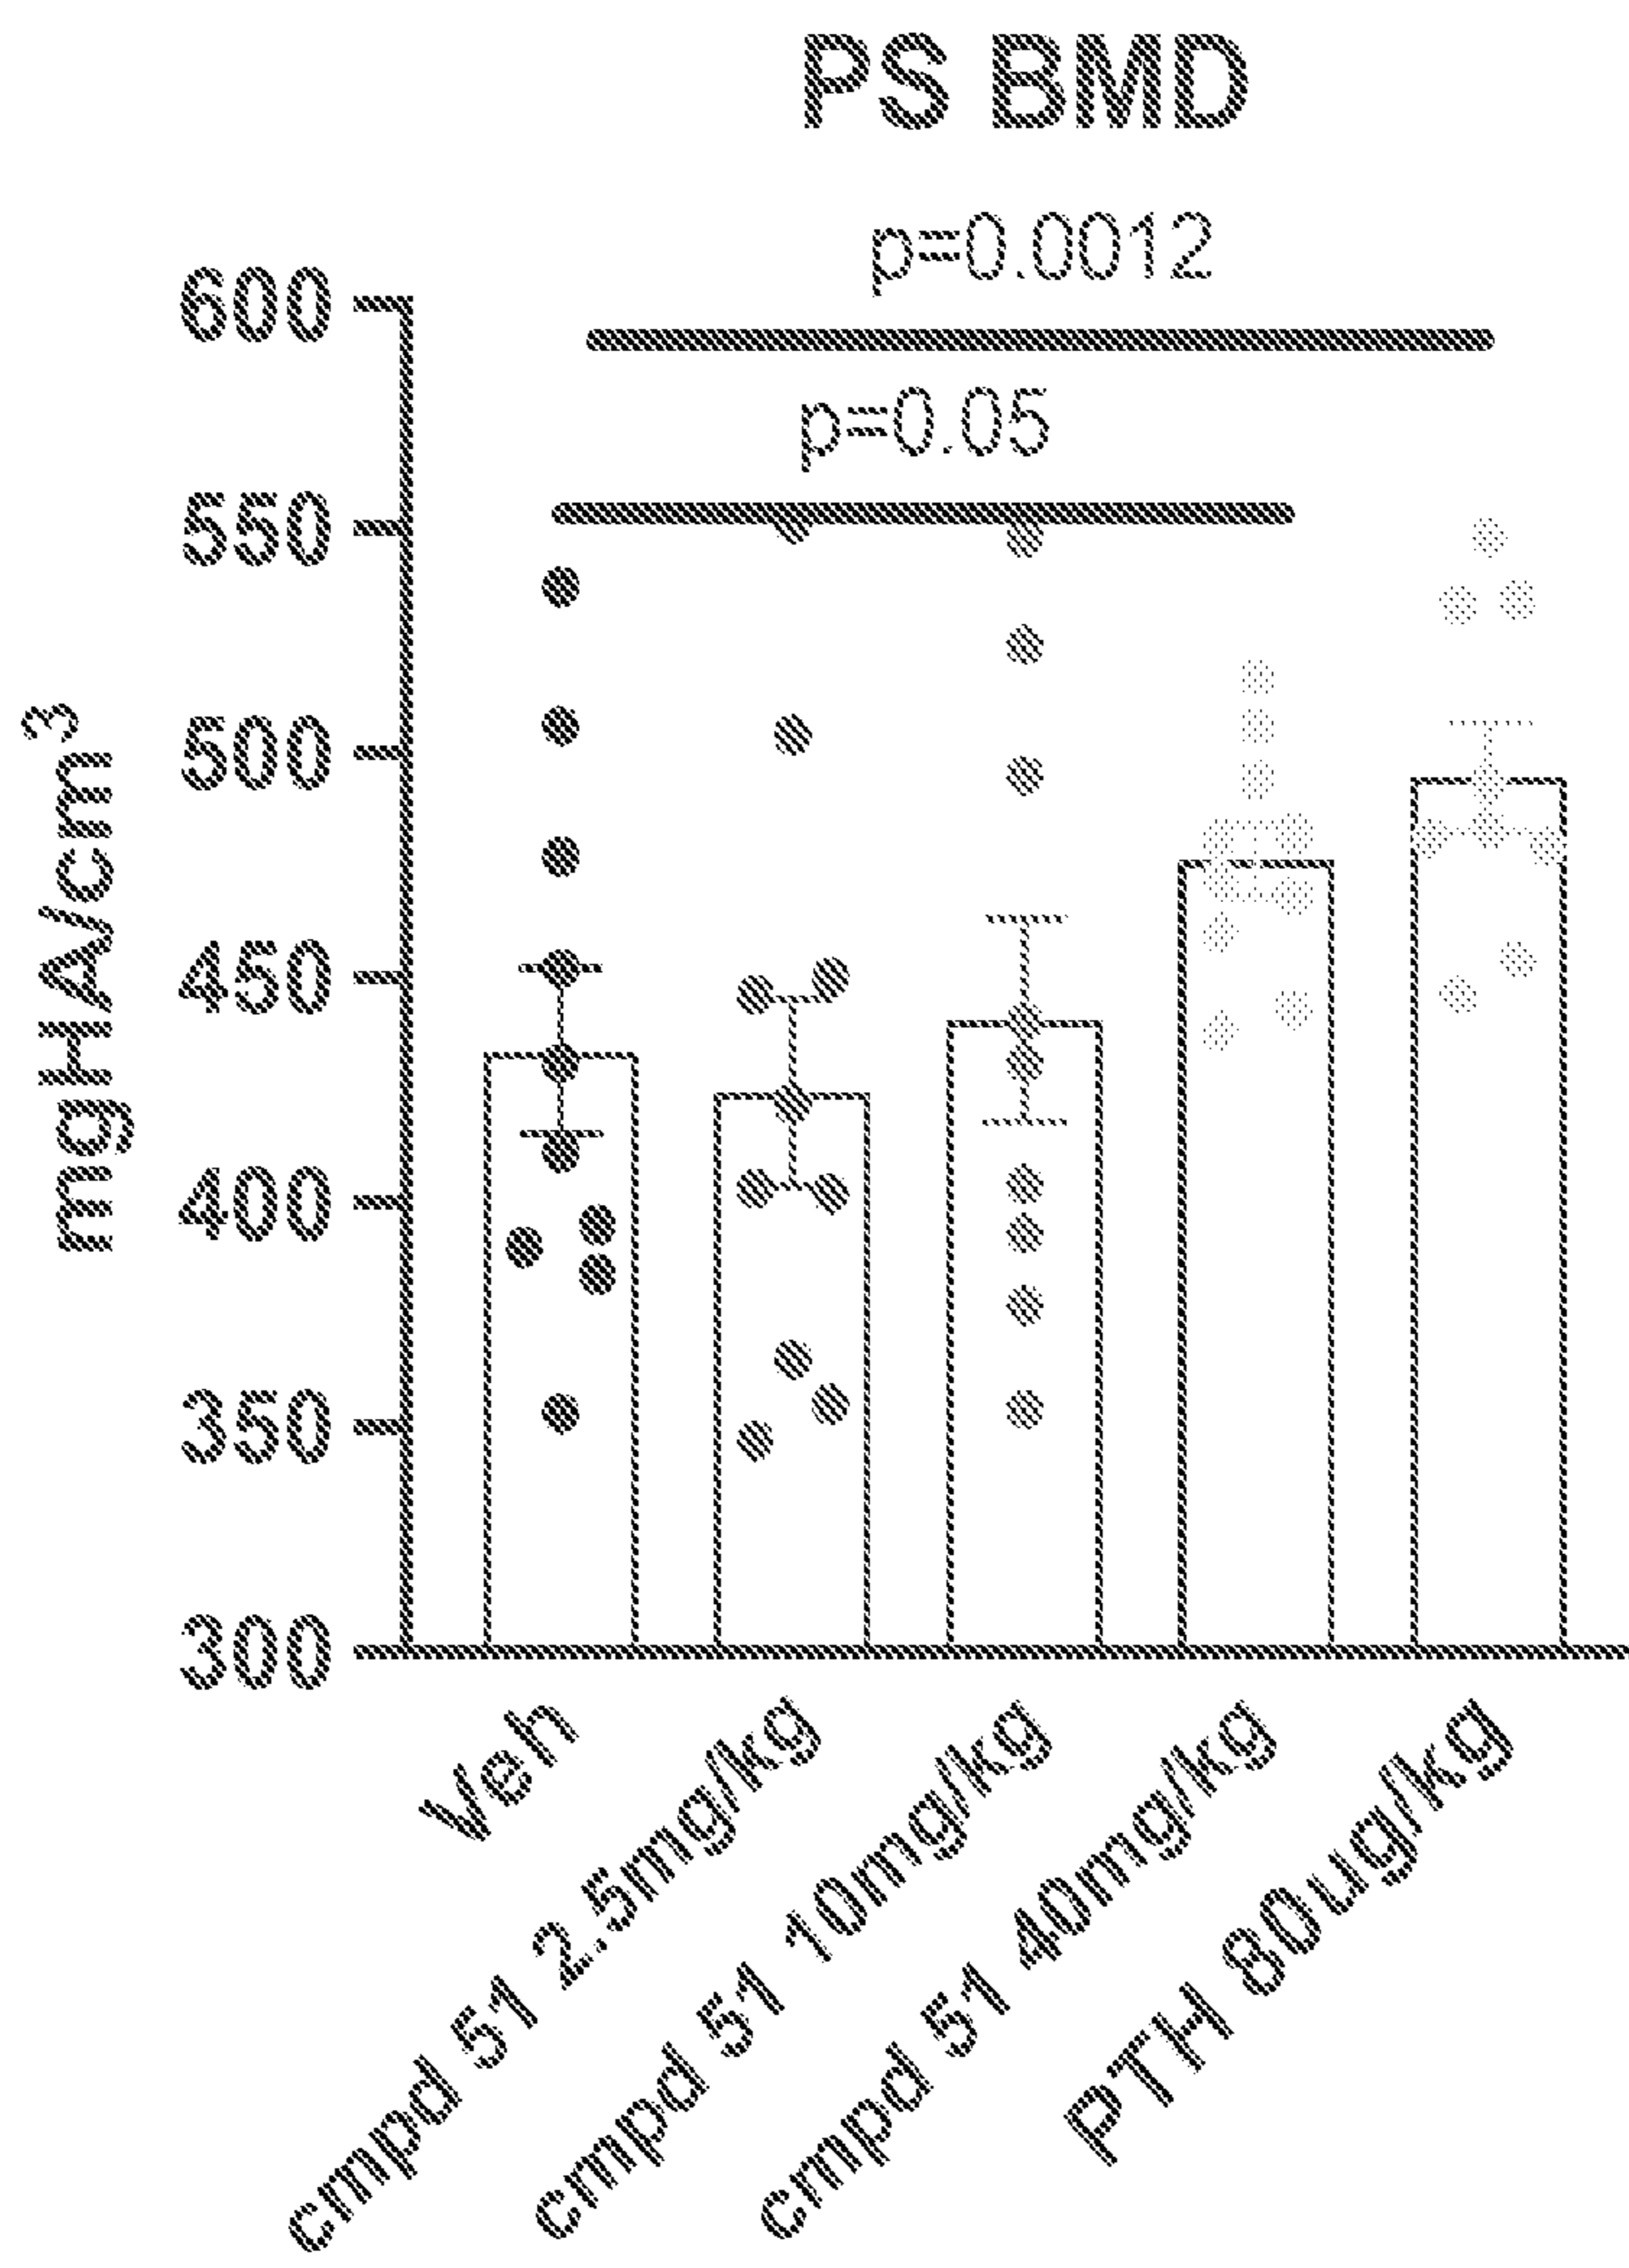 PS BMD
p=0.0012
p=0.05
mgHA/cm³
600
550
500
450
400
350
300
Veh
cmpd 51 2.5mg/kg
cmpd 51 10mg/kg
cmpd 51 40mg/kg
PTH 80ug/kg